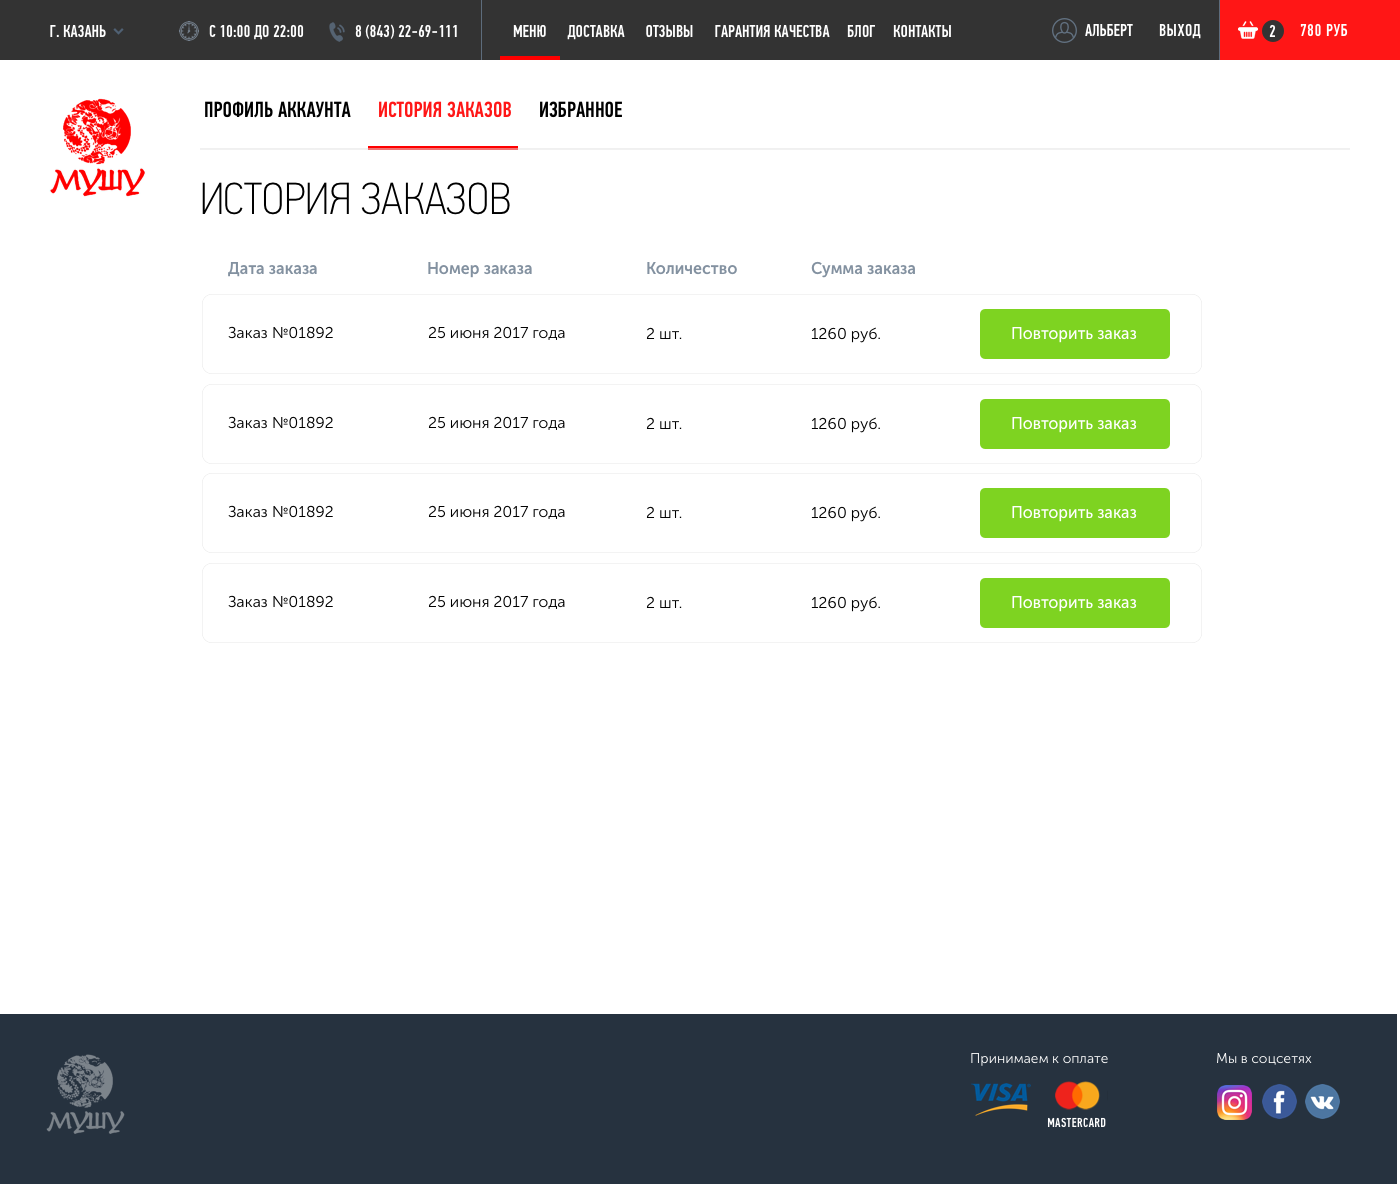 Г. КАЗАНЬ С 10:00 ДО 22:00 8 (843) 22-69-111 МЕНЮ ДОСТАВКА ОТЗЫВЫ ГАРАНТИЯ КАЧЕСТВА БЛОГ КОНТАКТЫ АЛЬБЕРТ ВЫХОД 2 780 РУБ
ПРОФИЛЬ АККАУНТА ИСТОРИЯ ЗАКАЗОВ ИЗБРАННОЕ
МУШУ
ИСТОРИЯ ЗАКАЗОВ
Дата заказа Номер заказа Количество Сумма заказа
Заказ №01892 25 июня 2017 года 2 шт. 1260 руб. Повторить заказ
Заказ №01892 25 июня 2017 года 2 шт. 1260 руб. Повторить заказ
Заказ №01892 25 июня 2017 года 2 шт. 1260 руб. Повторить заказ
Заказ №01892 25 июня 2017 года 2 шт. 1260 руб. Повторить заказ
Принимаем к оплате Мы в соцсетях
VISA
МУШУ
MASTERCARD